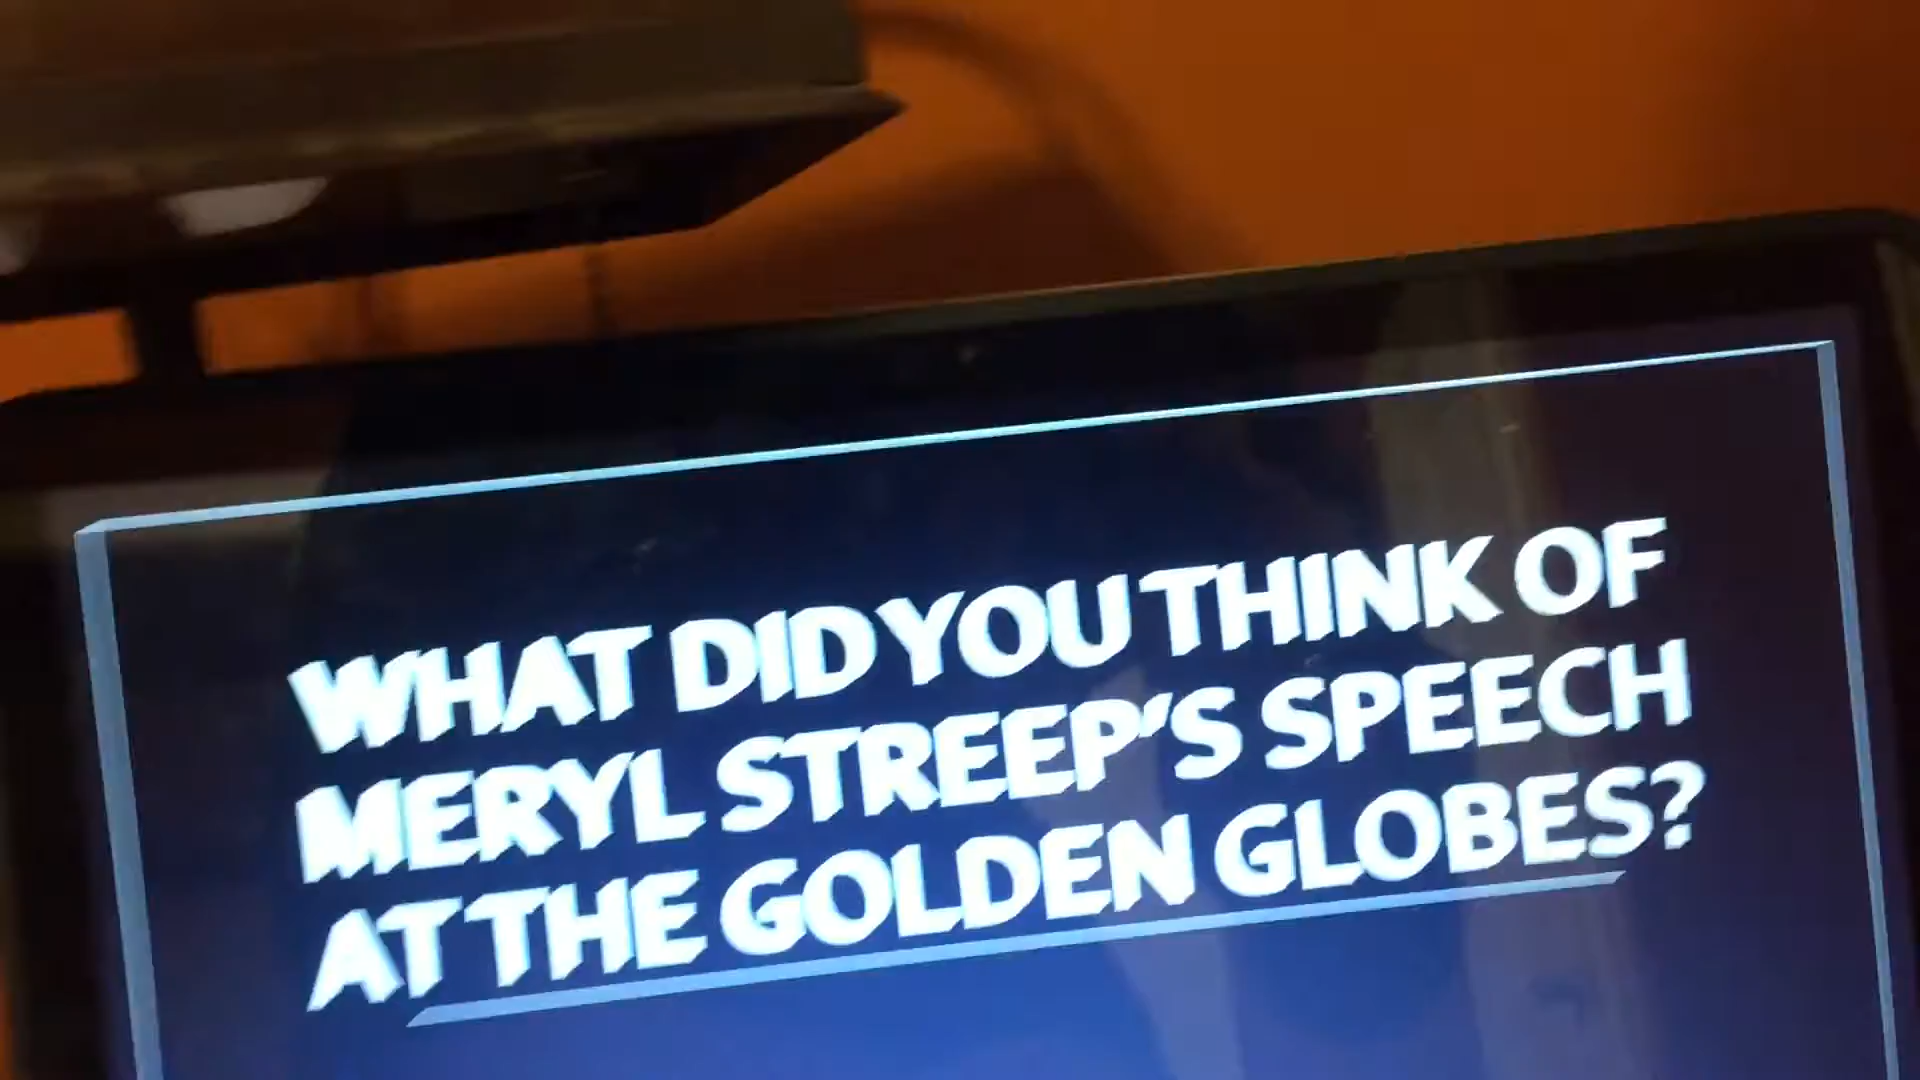 WHAT DID YOU THINK OF
MERYL STREEP'S SPEECH
AT THE GOLDEN GLOBES?